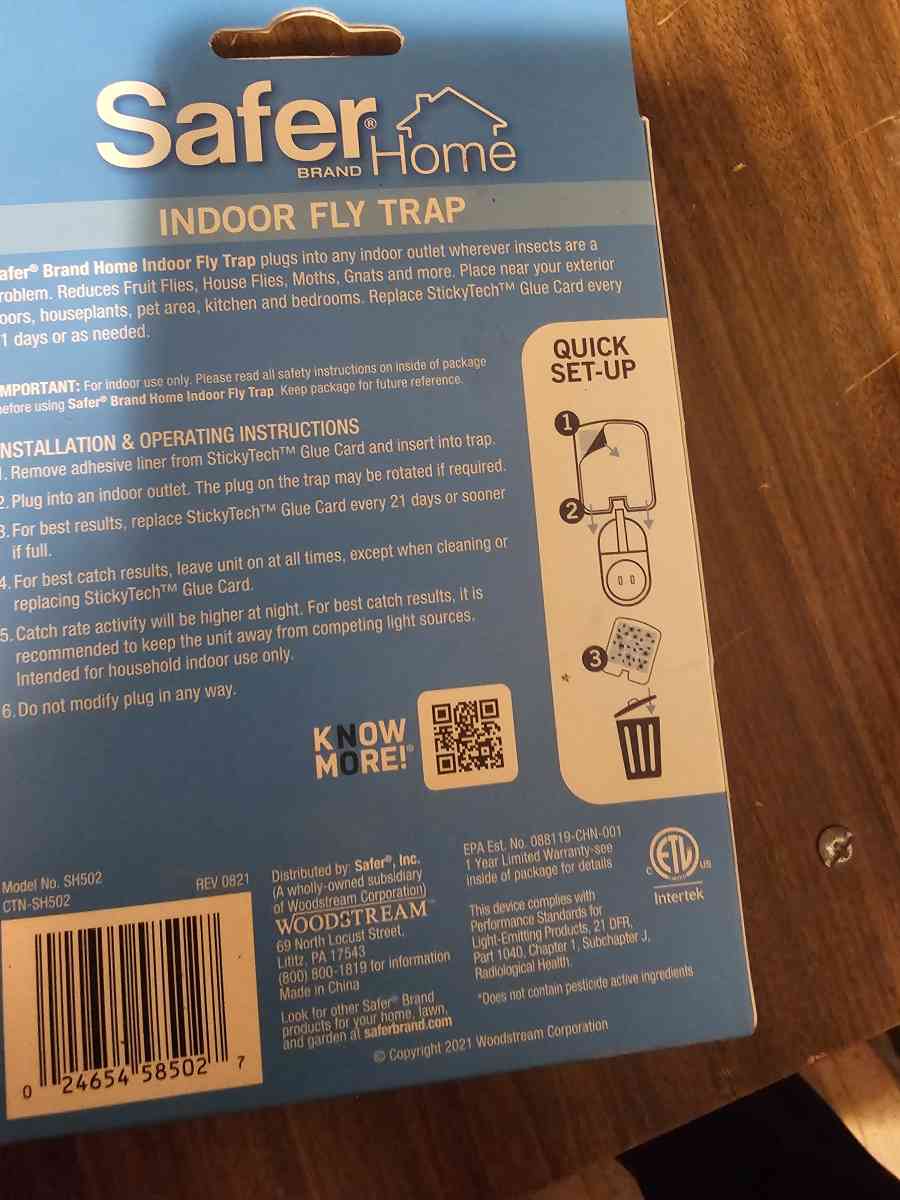 Safer® Home
BRAND
INDOOR FLY TRAP
afer® Brand Home Indoor Fly Trap plugs into any indoor outlet wherever insects are a
roblem. Reduces Fruit Flies, House Flies, Moths, Gnats and more. Place near your exterior
oors, houseplants, pet area, kitchen and bedrooms. Replace StickyTech™ Glue Card every
1 days or as needed.
MPORTANT: For indoor use only. Please read all safety instructions on inside of package
efore using Safer® Brand Home Indoor Fly Trap. Keep package for future reference.
NSTALLATION & OPERATING INSTRUCTIONS
1. Remove adhesive liner from StickyTech™ Glue Card and insert into trap.
2. Plug into an indoor outlet. The plug on the trap may be rotated if required.
3. For best results, replace StickyTech™ Glue Card every 21 days or sooner
if full.
4. For best catch results, leave unit on at all times, except when cleaning or
replacing StickyTech™ Glue Card.
5. Catch rate activity will be higher at night. For best catch results, it is
recommended to keep the unit away from competing light sources.
Intended for household indoor use only.
6. Do not modify plug in any way.
QUICK
SET-UP
1
2
3
KNOW
MORE!®
Model No. SH502
CTN-SH502
REV 0821
0 24654 58502 7
Distributed by: Safer®, Inc.
(A wholly-owned subsidiary
of Woodstream Corporation)
WOODSTREAM™
69 North Locust Street,
Lititz, PA 17543
(800) 800-1819 for information
Made in China
Look for other Safer® Brand
products for your home, lawn,
and garden at saferbrand.com
EPA Est. No. 088119-CHN-001
1 Year Limited Warranty-see
inside of package for details
This device complies with
Performance Standards for
Light-Emitting Products, 21 DFR,
Part 1040, Chapter 1, Subchapter J,
Radiological Health.
*Does not contain pesticide active ingredients
© Copyright 2021 Woodstream Corporation
ETL
C US
Intertek